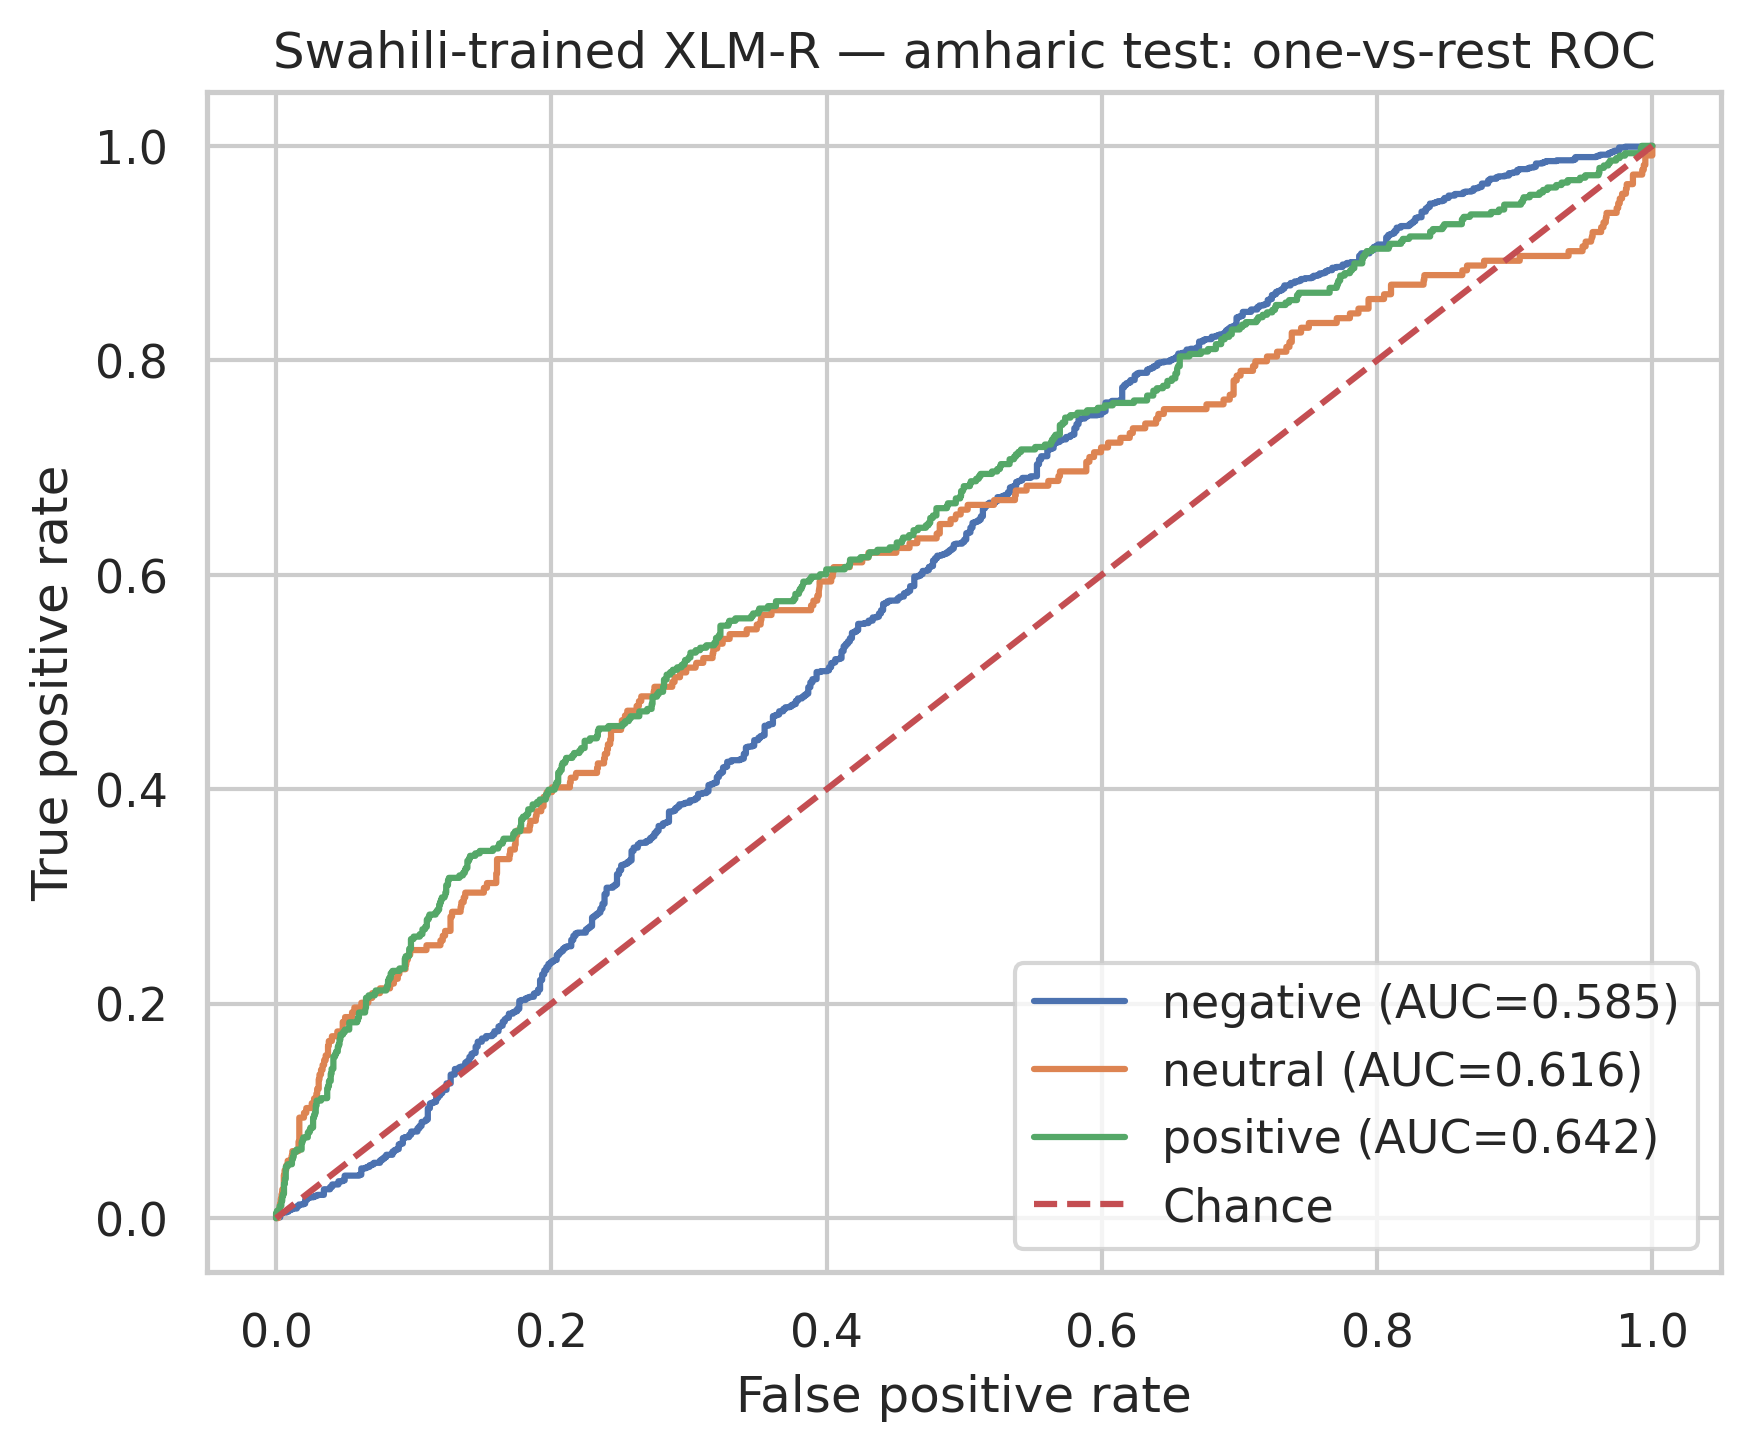 Swahili-trained XLM-R — amharic test: one-vs-rest ROC
True positive rate
1.0
0.8
0.6
0.4
0.2
0.0
negative (AUC=0.585)
neutral (AUC=0.616)
positive (AUC=0.642)
Chance
0.0 0.2 0.4 0.6 0.8 1.0
False positive rate